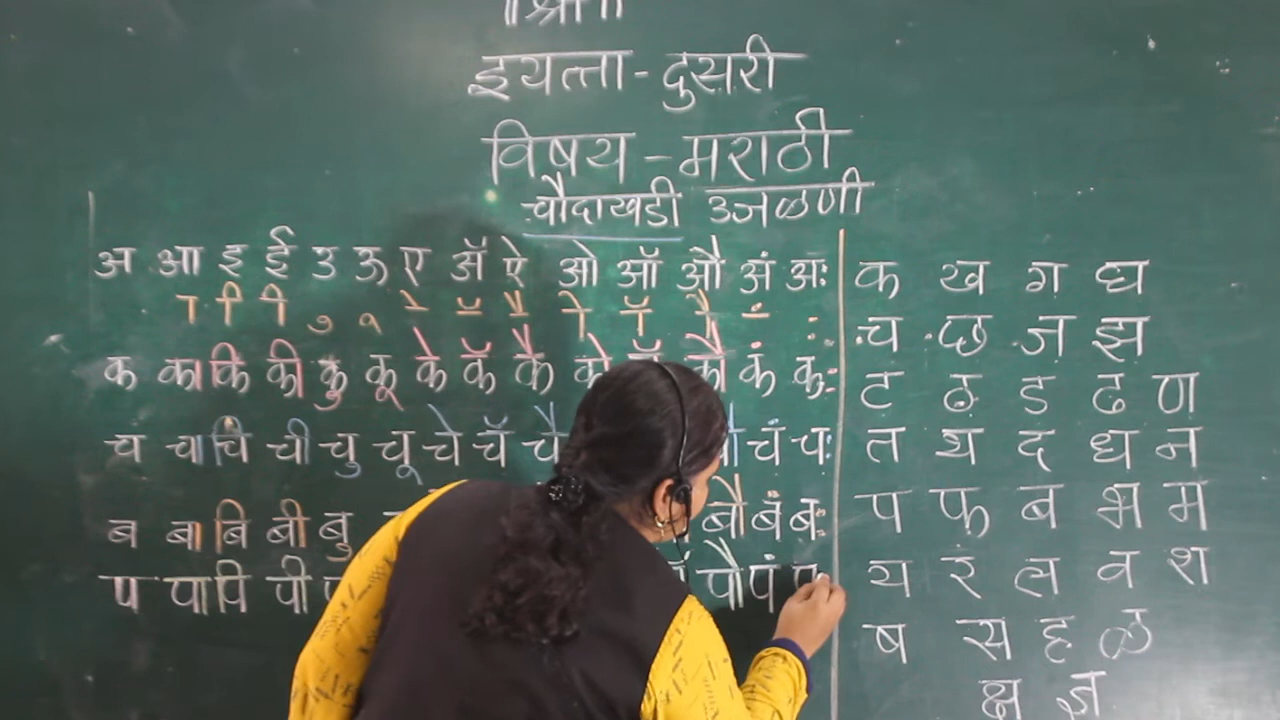 ॥श्री॥
इयत्ता - दुसरी
विषय - मराठी
चौदाखडी उजळणी
अ आ इ ई उ ऊ ए ॲ ऐ ओ ऑ औ अं अः
ा ि ी ु ू े ॅ ै ो ॉ ौ ं ः
क का कि की कु कू के कॅ कै को कॉ कौ कं कः
च चा चि ची चु चू चे चॅ चै चं चः
ब बा बि बी बु बौ बं बः
प पा पि पी पौ पं
क ख ग घ
च छ ज झ
ट ठ ड ढ ण
त थ द ध न
प फ ब भ म
य र ल व श
ष स ह ळ
क्ष ज्ञ